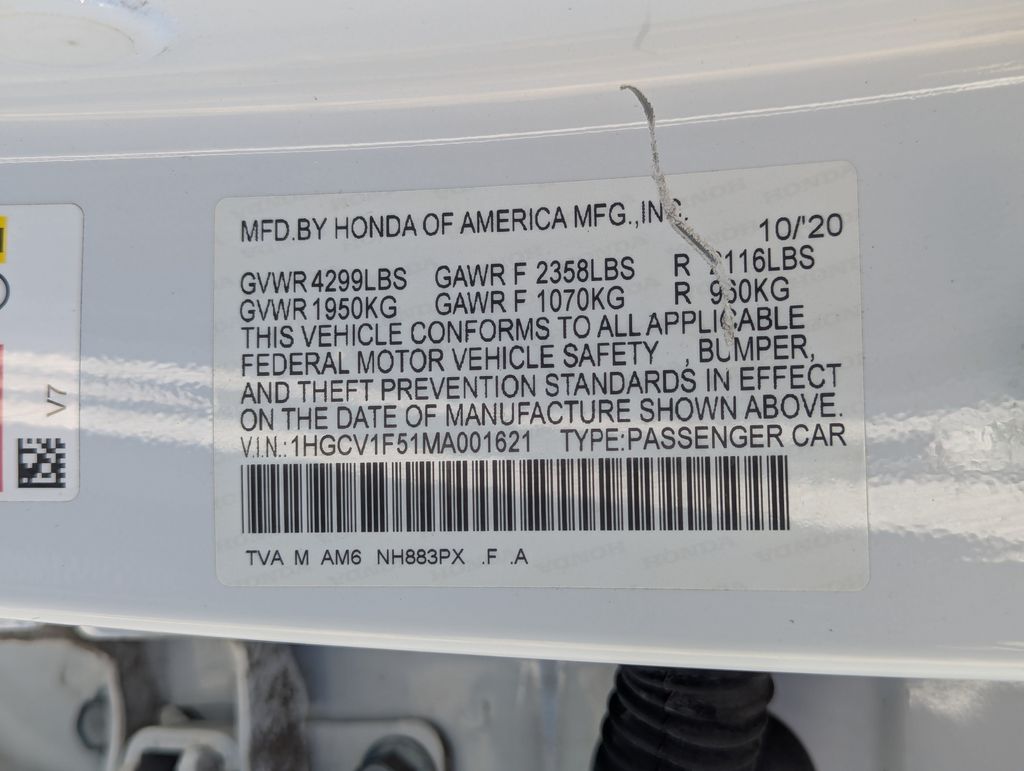 MFD.BY HONDA OF AMERICA MFG.,INC.
10/'20
GVWR 4299LBS GAWR F 2358LBS R 2116LBS
GVWR 1950KG GAWR F 1070KG R 960KG
THIS VEHICLE CONFORMS TO ALL APPLICABLE
FEDERAL MOTOR VEHICLE SAFETY , BUMPER,
AND THEFT PREVENTION STANDARDS IN EFFECT
ON THE DATE OF MANUFACTURE SHOWN ABOVE.
V.I.N.: 1HGCV1F51MA001621 TYPE:PASSENGER CAR
TVA M AM6 NH883PX .F .A
V7